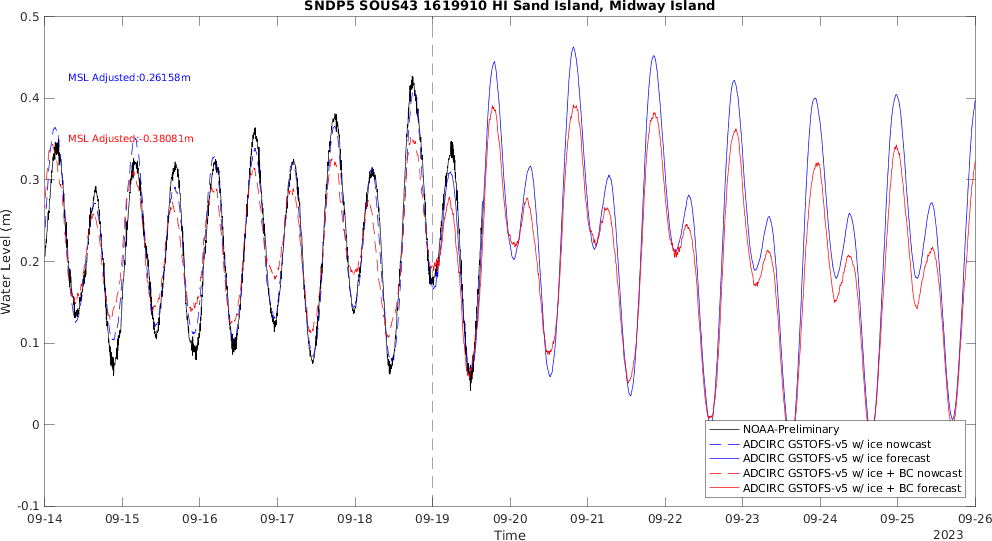 SNDP5 SOUS43 1619910 HI Sand Island, Midway Island
0.5
MSL Adjusted:0.26158m
0.4
MSL Adjusted:-0.38081m
0.3
0.2
0.1
0
-0.1
Water Level (m)
NOAA-Preliminary
ADCIRC GSTOFS-v5 w/ ice nowcast
ADCIRC GSTOFS-v5 w/ ice forecast
ADCIRC GSTOFS-v5 w/ ice + BC nowcast
ADCIRC GSTOFS-v5 w/ ice + BC forecast
09-14 09-15 09-16 09-17 09-18 09-19 09-20 09-21 09-22 09-23 09-24 09-25 09-26
Time
2023